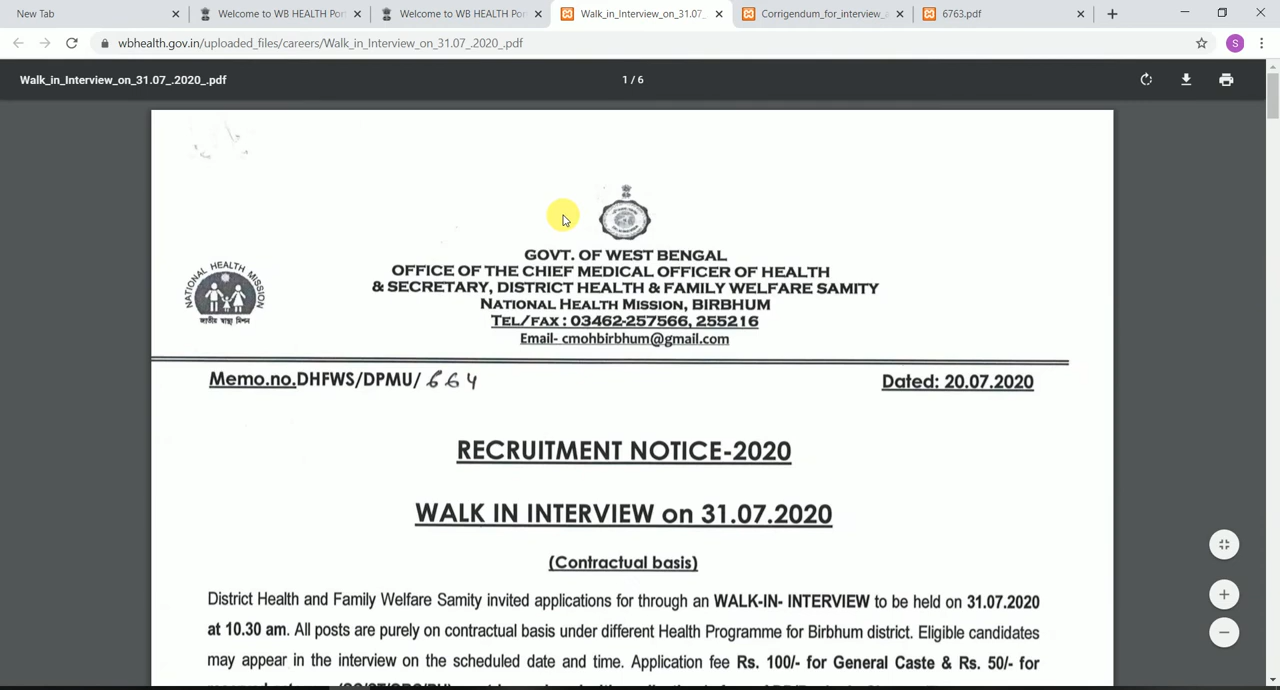 New Tab
Welcome to WB HEALTH Por
Welcome to WB HEALTH Por
Walk_in_Interview_on_31.07_
Corrigendum_for_interview_
6763.pdf
wbhealth.gov.in/uploaded_files/careers/Walk_in_Interview_on_31.07_.2020_.pdf
S
Walk_in_Interview_on_31.07_.2020_.pdf
1 / 6
GOVT. OF WEST BENGAL
OFFICE OF THE CHIEF MEDICAL OFFICER OF HEALTH
& SECRETARY, DISTRICT HEALTH & FAMILY WELFARE SAMITY
NATIONAL HEALTH MISSION, BIRBHUM
TEL/FAX : 03462-257566, 255216
Email- cmohbirbhum@gmail.com
NATIONAL HEALTH MISSION
জাতীয় স্বাস্থ্য মিশন
Memo.no.DHFWS/DPMU/ 664
Dated: 20.07.2020
RECRUITMENT NOTICE-2020
WALK IN INTERVIEW on 31.07.2020
(Contractual basis)
District Health and Family Welfare Samity invited applications for through an WALK-IN- INTERVIEW to be held on 31.07.2020
at 10.30 am. All posts are purely on contractual basis under different Health Programme for Birbhum district. Eligible candidates
may appear in the interview on the scheduled date and time. Application fee Rs. 100/- for General Caste & Rs. 50/- for